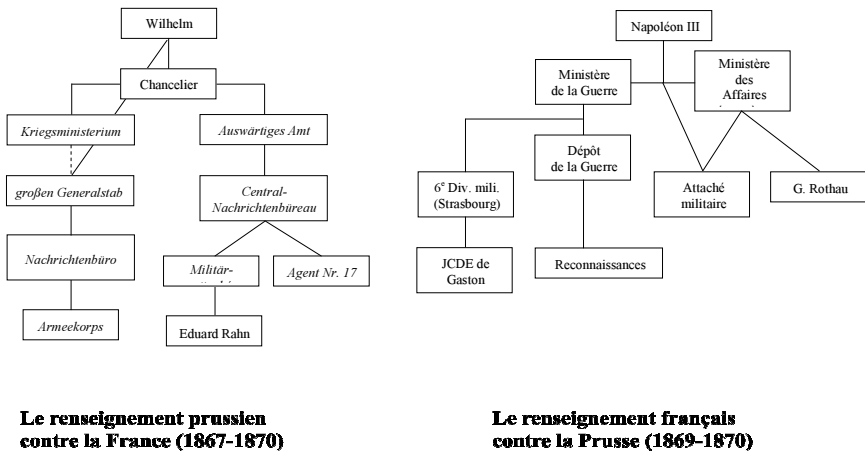 Wilhelm
Chancelier
Kriegsministerium
Auswärtiges Amt
großen Generalstab
Central-
Nachrichtenbüreau
Nachrichtenbüro
Militär-
Agent Nr. 17
Armeekorps
Eduard Rahn
Le renseignement prussien
contre la France (1867-1870)
Napoléon III
Ministère
de la Guerre
Ministère
des
Affaires
Dépôt
de la Guerre
6e Div. mili.
(Strasbourg)
Attaché
militaire
G. Rothau
JCDE de
Gaston
Reconnaissances
Le renseignement français
contre la Prusse (1869-1870)